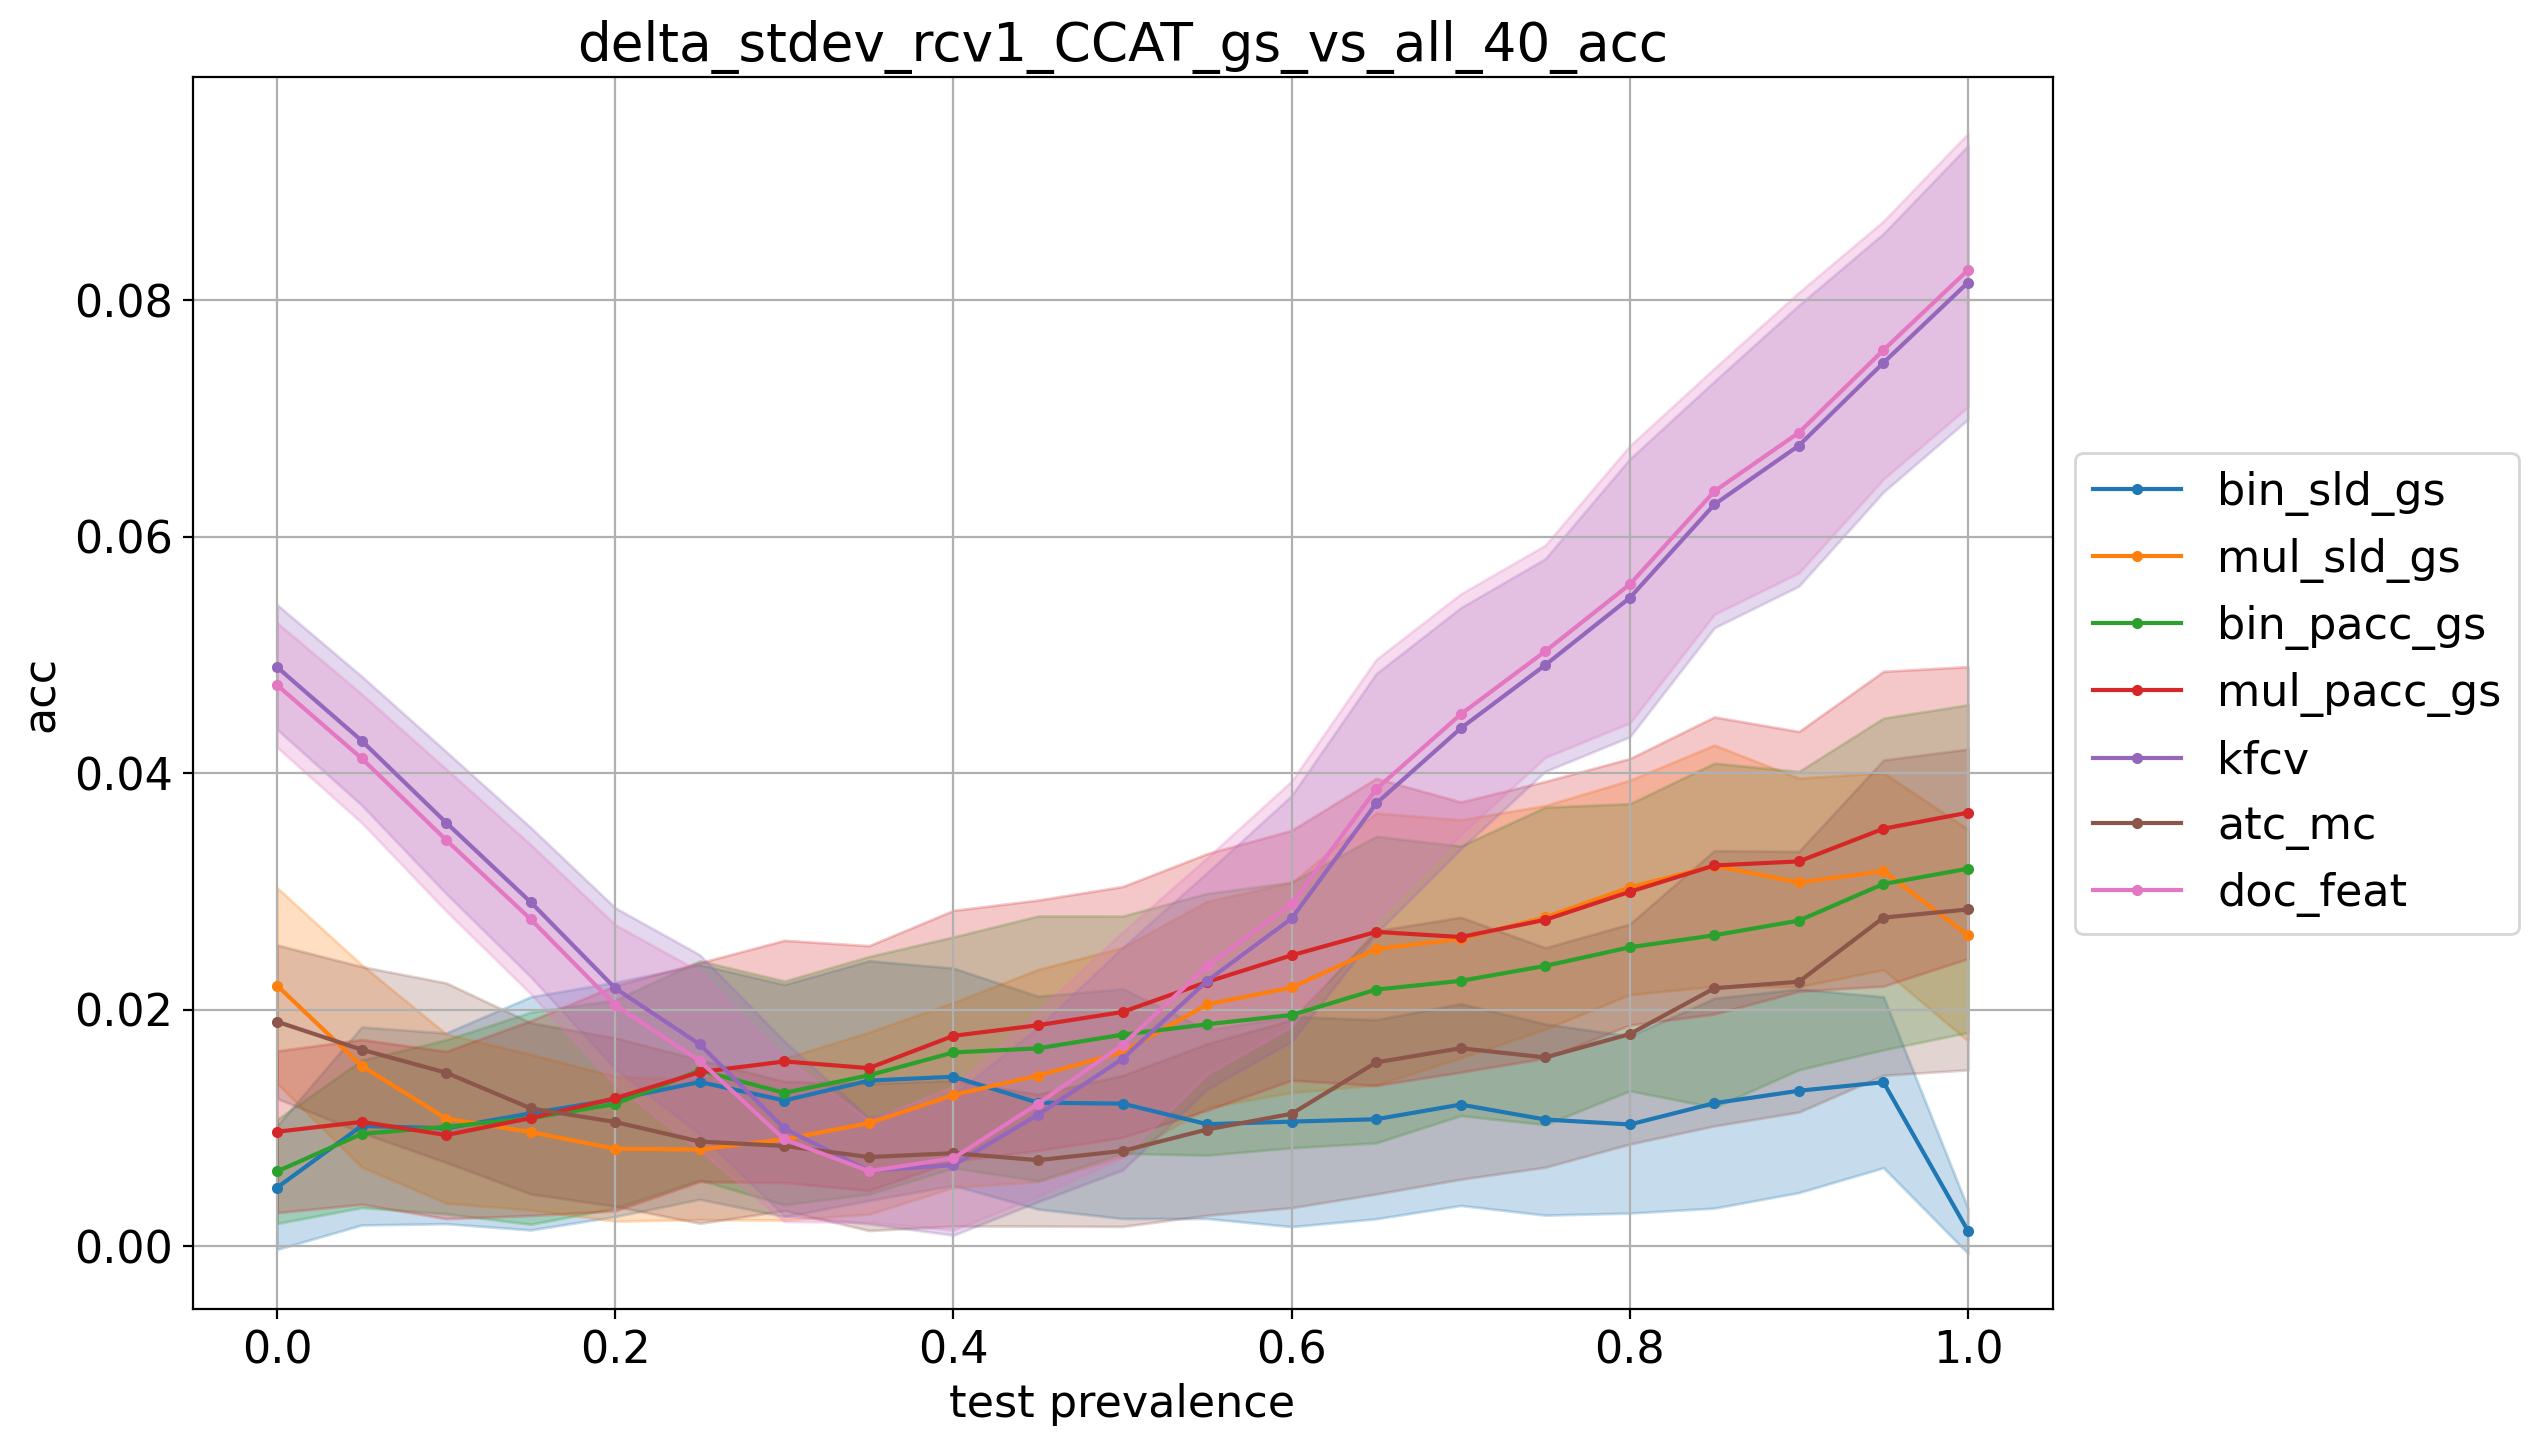 delta_stdev_rcv1_CCAT_gs_vs_all_40_acc
acc
0.08
0.06
0.04
0.02
0.00
0.0 0.2 0.4 0.6 0.8 1.0
test prevalence
bin_sld_gs
mul_sld_gs
bin_pacc_gs
mul_pacc_gs
kfcv
atc_mc
doc_feat